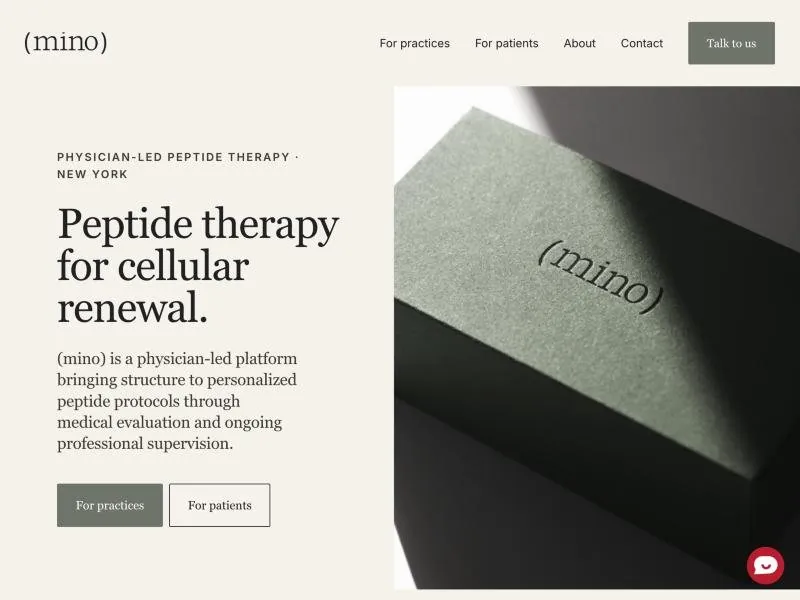 (mino)
For practices
For patients
About
Contact
Talk to us
PHYSICIAN-LED PEPTIDE THERAPY ·
NEW YORK
Peptide therapy
for cellular
renewal.
(mino) is a physician-led platform
bringing structure to personalized
peptide protocols through
medical evaluation and ongoing
professional supervision.
For practices
For patients
(mino)